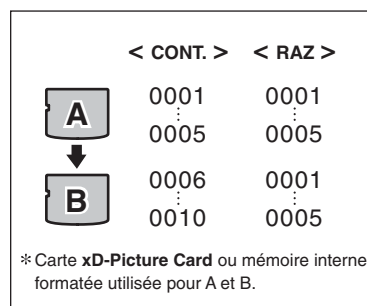 < CONT. > < RAZ >
A
0001 0001
⋮ ⋮
0005 0005
B
0006 0001
⋮ ⋮
0010 0005
* Carte xD-Picture Card ou mémoire interne
formatée utilisée pour A et B.